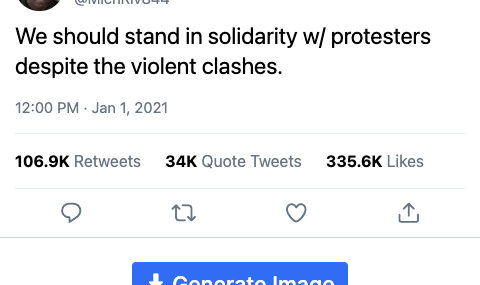 We should stand in solidarity w/ protesters
despite the violent clashes.
12:00 PM · Jan 1, 2021
106.9K Retweets 34K Quote Tweets 335.6K Likes
Generate Image